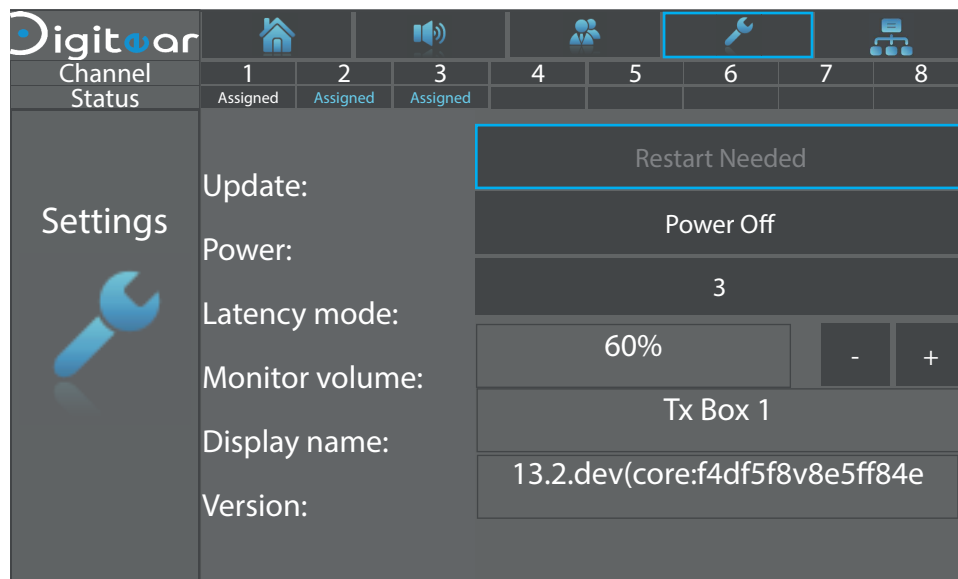 Digitear
Channel 1 2 3 4 5 6 7 8
Status Assigned Assigned Assigned
Settings
Update: Restart Needed
Power: Power Off
Latency mode: 3
Monitor volume: 60% - +
Display name: Tx Box 1
Version: 13.2.dev(core:f4df5f8v8e5ff84e